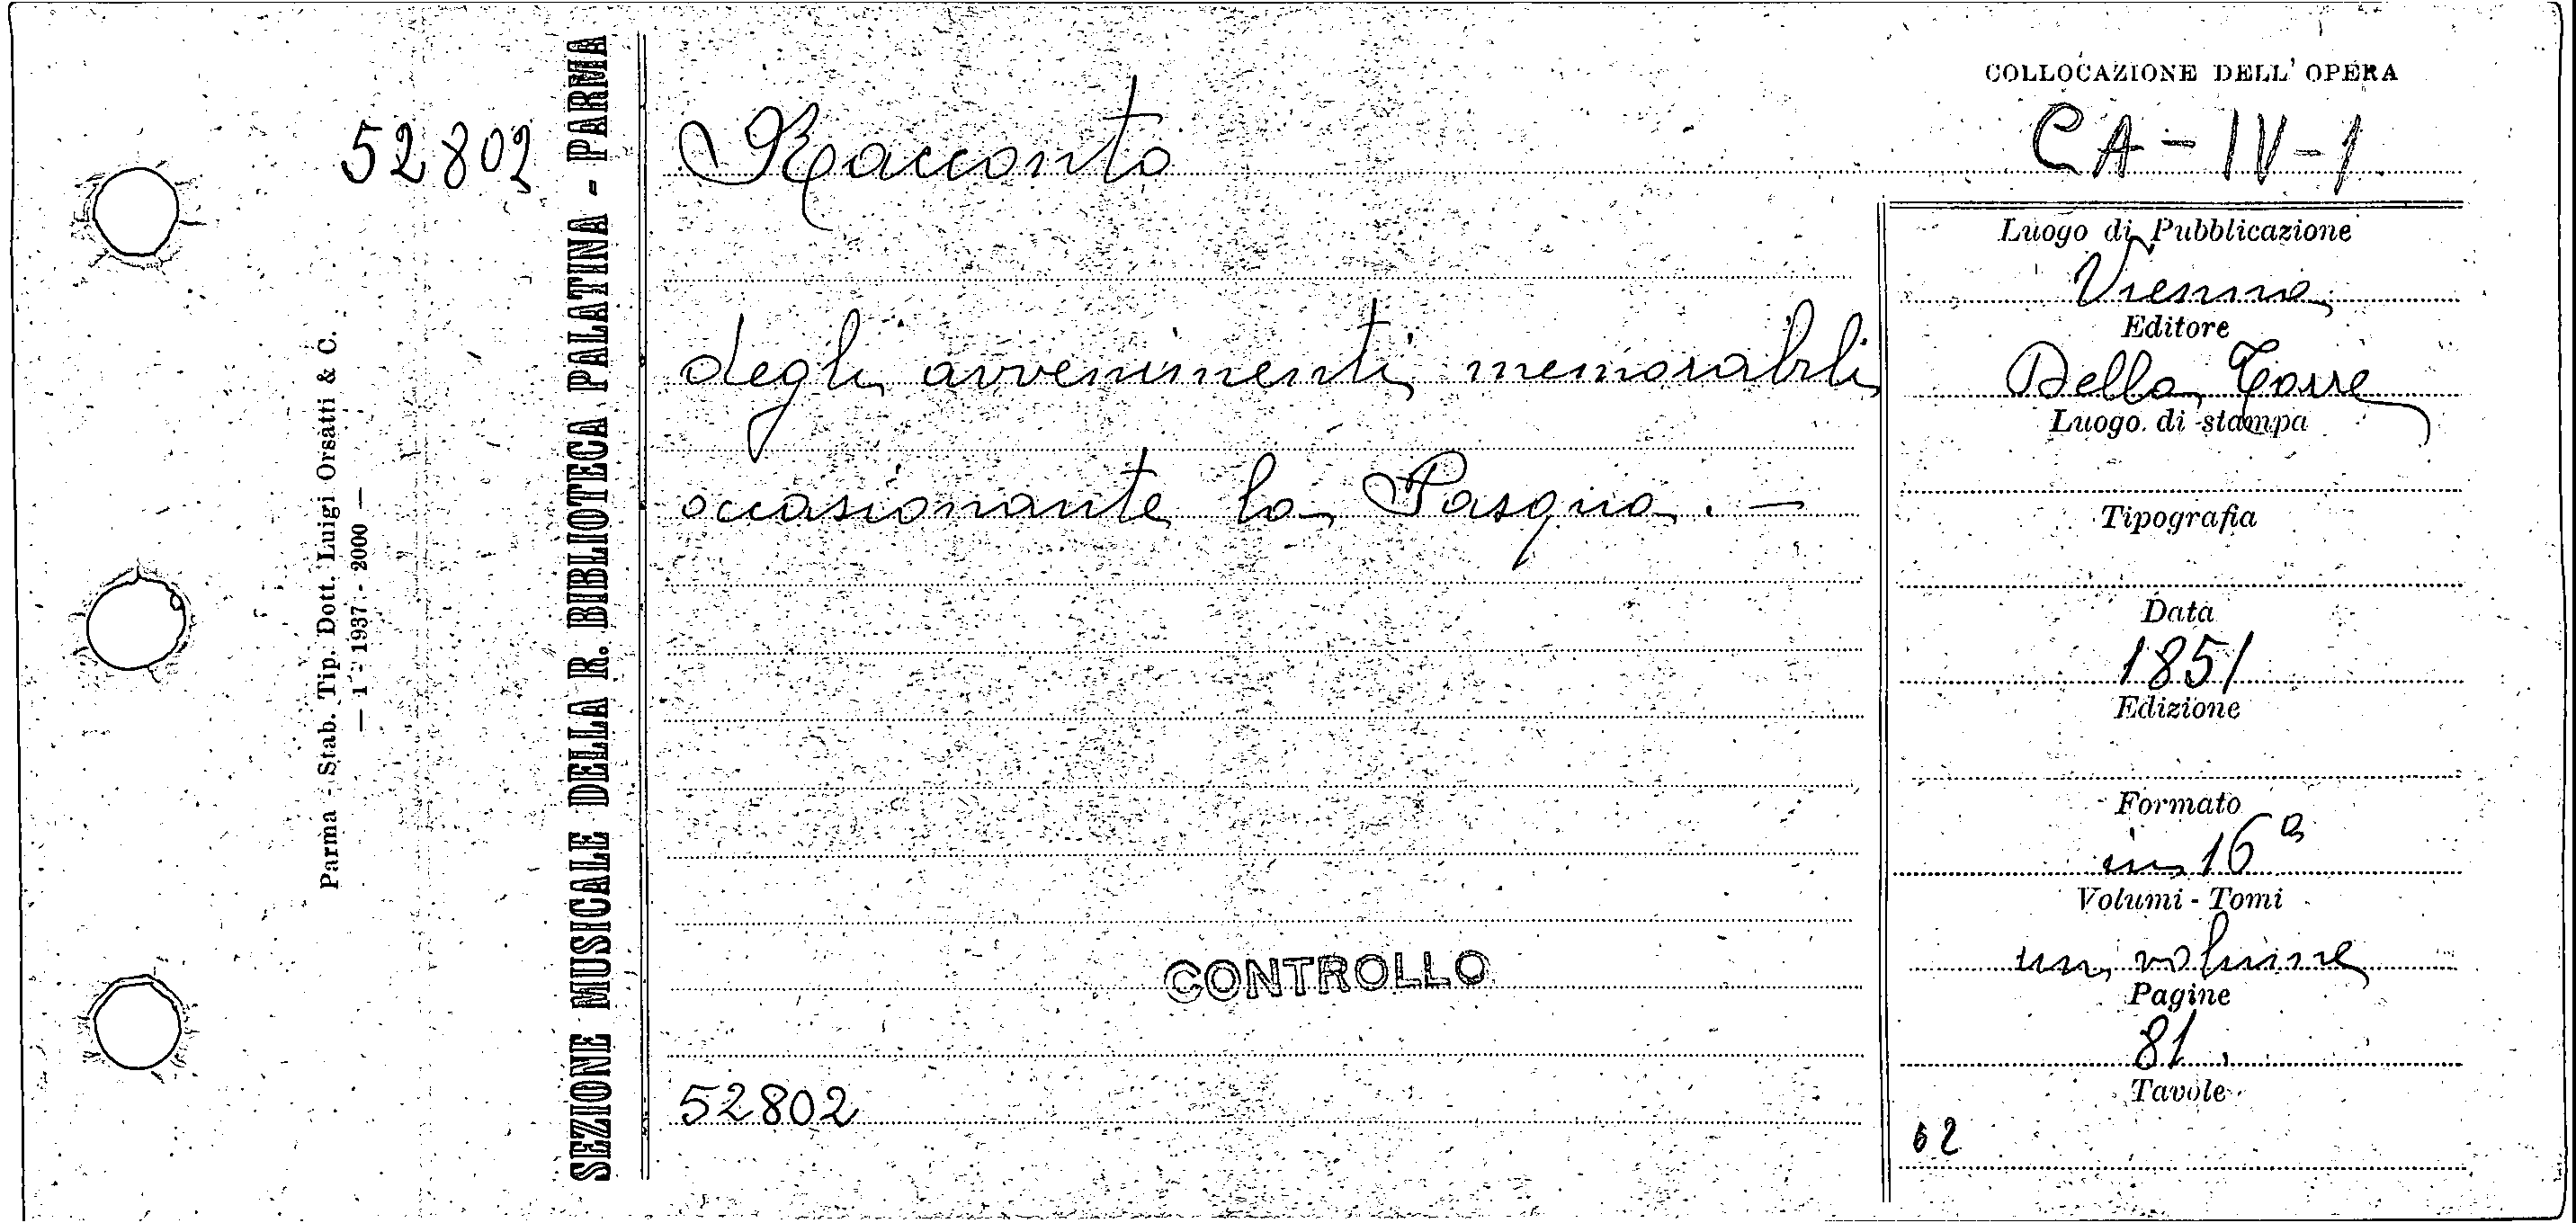 COLLOCAZIONE DELL' OPERA
CA-IV-1
52802
Parma - Stab. Tip. Dott. Luigi Orsatti & C.
— 1 - 1937 - 2000 —
SEZIONE MUSICALE DELLA R. BIBLIOTECA PALATINA - PARMA
Racconto
degli avvenimenti memorabili
occasionante la Pasqua. —
CONTROLLO
52802
Luogo di Pubblicazione
Vienna
Editore
Della Torre
Luogo di stampa
Tipografia
Data
1851
Edizione
Formato
in 16º
Volumi - Tomi
un volume
Pagine
81.
Tavole
62